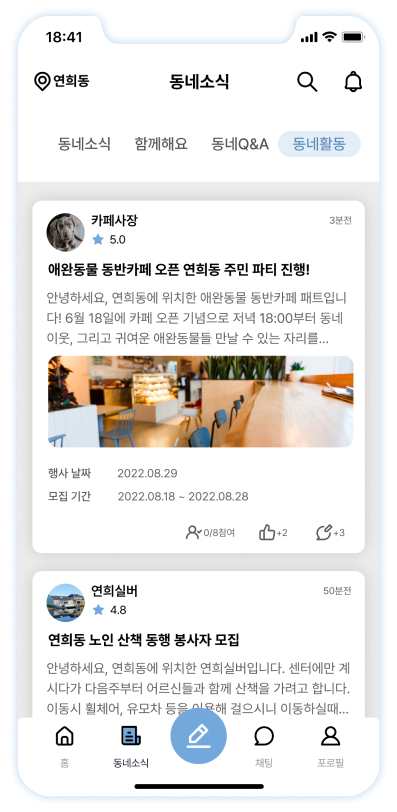 18:41
연희동
동네소식
동네소식 함께해요 동네Q&A 동네활동
카페사장
3분전
5.0
애완동물 동반카페 오픈 연희동 주민 파티 진행!
안녕하세요, 연희동에 위치한 애완동물 동반카페 패트입니
다! 6월 18일에 카페 오픈 기념으로 저녁 18:00부터 동네
이웃, 그리고 귀여운 애완동물들 만날 수 있는 자리를...
행사 날짜 2022.08.29
모집 기간 2022.08.18 ~ 2022.08.28
0/8참여 +2 +3
연희실버
50분전
4.8
연희동 노인 산책 동행 봉사자 모집
안녕하세요, 연희동에 위치한 연희실버입니다. 센터에만 계
시다가 다음주부터 어르신들과 함께 산책을 가려고 합니다.
이동시 휠체어, 유모차 등을 이용해 걸으시니 이동하실때...
홈 동네소식 채팅 포로필